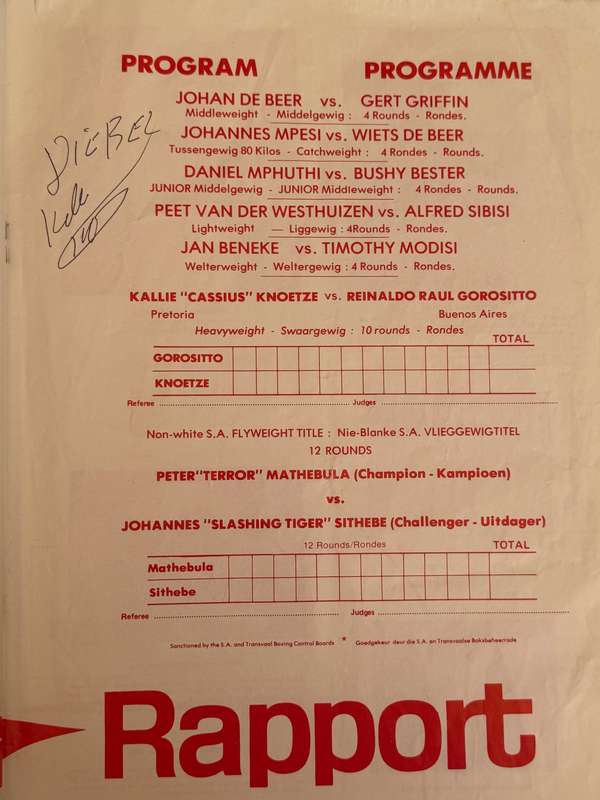 PROGRAM PROGRAMME
JOHAN DE BEER vs. GERT GRIFFIN
Middleweight - Middelgewig : 4 Rounds - Rondes.
JOHANNES MPESI vs. WIETS DE BEER
Tussengewig 80 Kilos - Catchweight : 4 Rondes - Rounds.
DANIEL MPHUTHI vs. BUSHY BESTER
JUNIOR Middelgewig - JUNIOR Middleweight : 4 Rondes - Rounds.
PEET VAN DER WESTHUIZEN vs. ALFRED SIBISI
Lightweight — Liggewig : 4Rounds - Rondes.
JAN BENEKE vs. TIMOTHY MODISI
Welterweight - Weltergewig : 4 Rounds - Rondes.
KALLIE "CASSIUS" KNOETZE vs. REINALDO RAUL GOROSITTO
Pretoria Buenos Aires
Heavyweight - Swaargewig : 10 rounds - Rondes
TOTAL
GOROSITTO
KNOETZE
Referee Judges
Non-white S.A. FLYWEIGHT TITLE : Nie-Blanke S.A. VLIEGGEWIGTITEL
12 ROUNDS
PETER"TERROR" MATHEBULA (Champion - Kampioen)
vs.
JOHANNES "SLASHING TIGER" SITHEBE (Challenger - Uitdager)
12 Rounds/Rondes TOTAL
Mathebula
Sithebe
Referee Judges
Sanctioned by the S.A. and Transvaal Boxing Control Boards * Goedgekeur deur die S.A. en Transvaalse Boksbeheerrade
Rapport